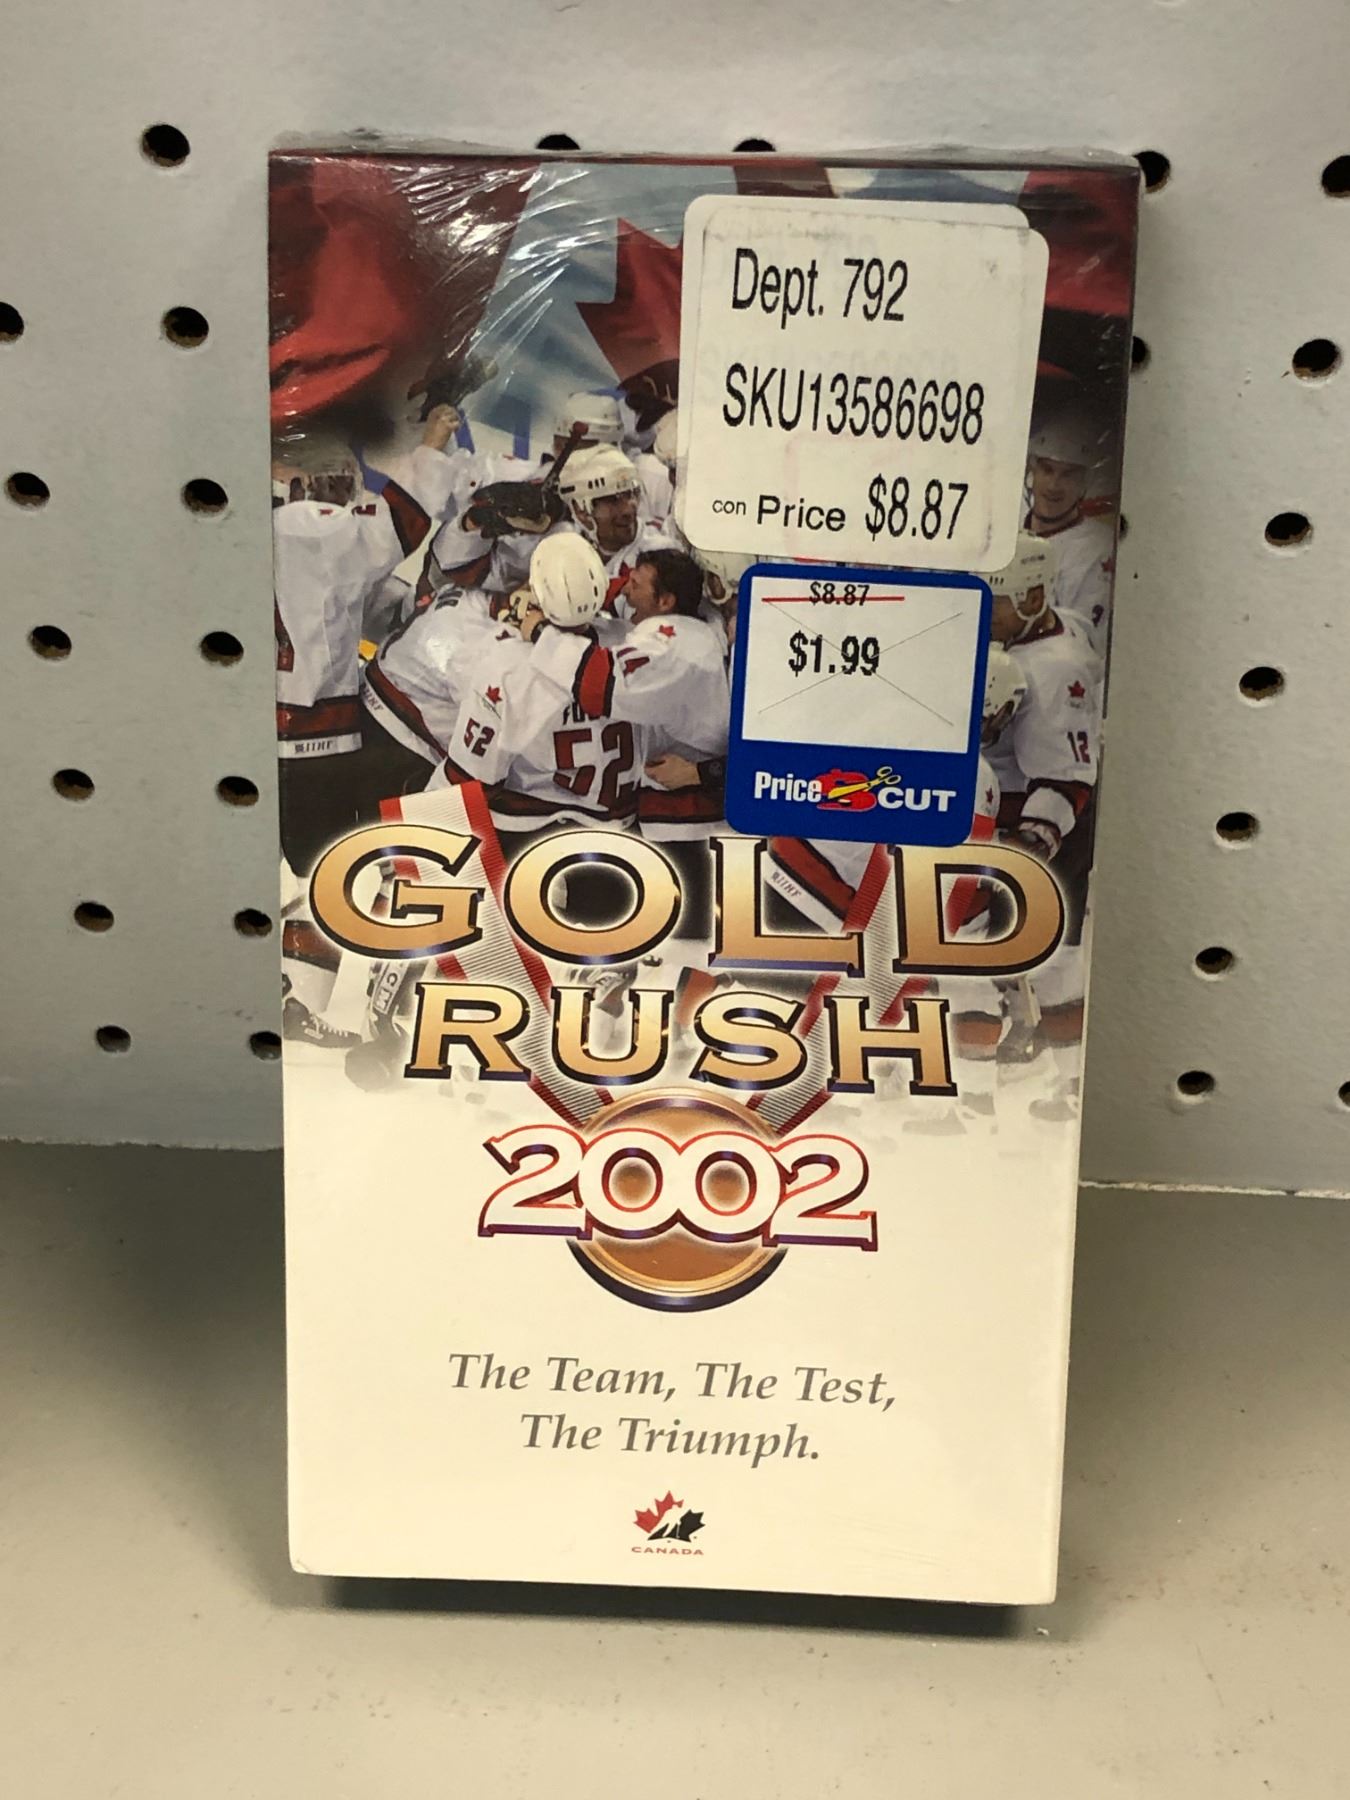 Dept. 792
SKU13586698
con Price $8.87
$8.87
$1.99
Price CUT
52
52
14
12
GOLD
RUSH
2002
The Team, The Test,
The Triumph.
CANADA